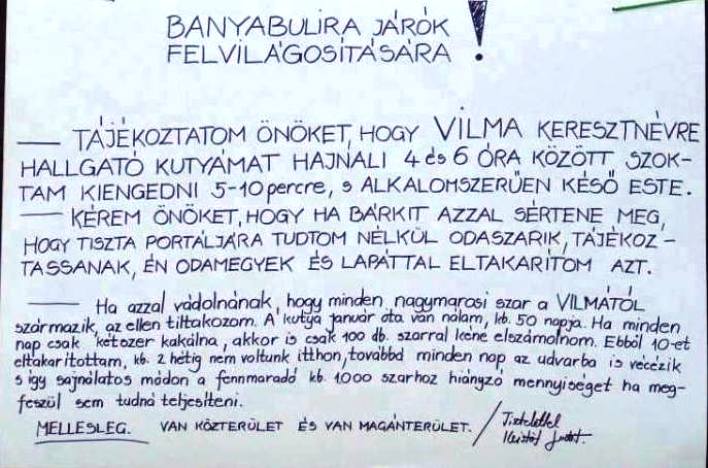 BANYABULIRA JÁRÓK
FELVILÁGOSÍTÁSÁRA !
— TÁJÉKOZTATOM ÖNÖKET, HOGY VILMA KERESZTNÉVRE
HALLGATÓ KUTYÁMAT HAJNALI 4 és 6 ÓRA KÖZÖTT SZOK-
TAM KIENGEDNI 5-10 percre, s ALKALOMSZERŰEN KÉSŐ ESTE.
— KÉREM ÖNÖKET, HOGY HA BÁRKIT AZZAL SÉRTENE MEG,
HOGY TISZTA PORTÁLJÁRA TUDTOM NÉLKÜL ODASZARIK, TÁJÉKOZ-
TASSANAK, ÉN ODAMEGYEK ÉS LAPÁTTAL ELTAKARÍTOM AZT.
— Ha azzal vádolnának, hogy minden nagymarosi szar a VILMÁTÓL
származik, az ellen tiltakozom. A kutya január óta van nálam, kb. 50 napja. Ha minden
nap csak kétszer kakálna, akkor is csak 100 db. szarral kéne elszámolnom. Ebből 10-et
eltakarítottam, kb. 2 hétig nem voltunk itthon, továbbá minden nap az udvarba is vécézik
s így sajnálatos módon a fennmaradó kb. 1000 szarhoz hiányzó mennyiséget ha meg-
feszül sem tudná teljesíteni.
MELLESLEG. VAN KÖZTERÜLET ÉS VAN MAGÁNTERÜLET. / Tisztelettel